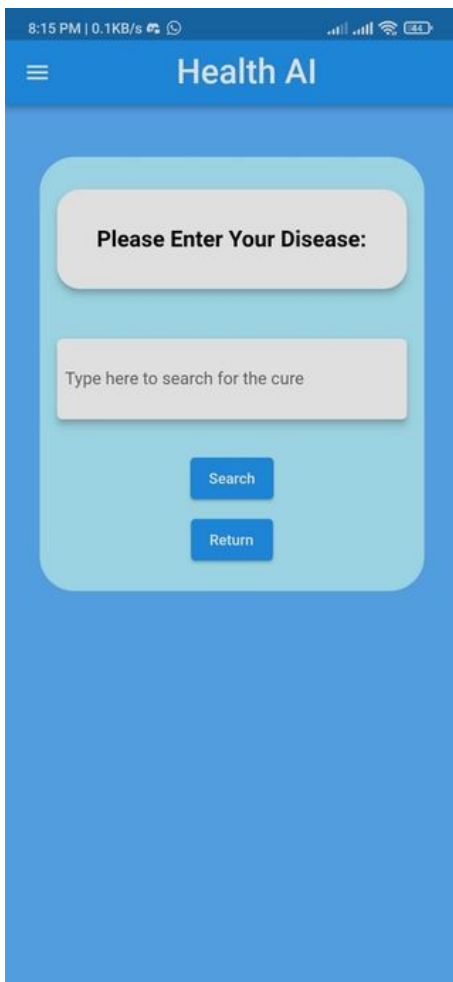 8:15 PM | 0.1KB/s
44
Health AI
Please Enter Your Disease:
Type here to search for the cure
Search
Return